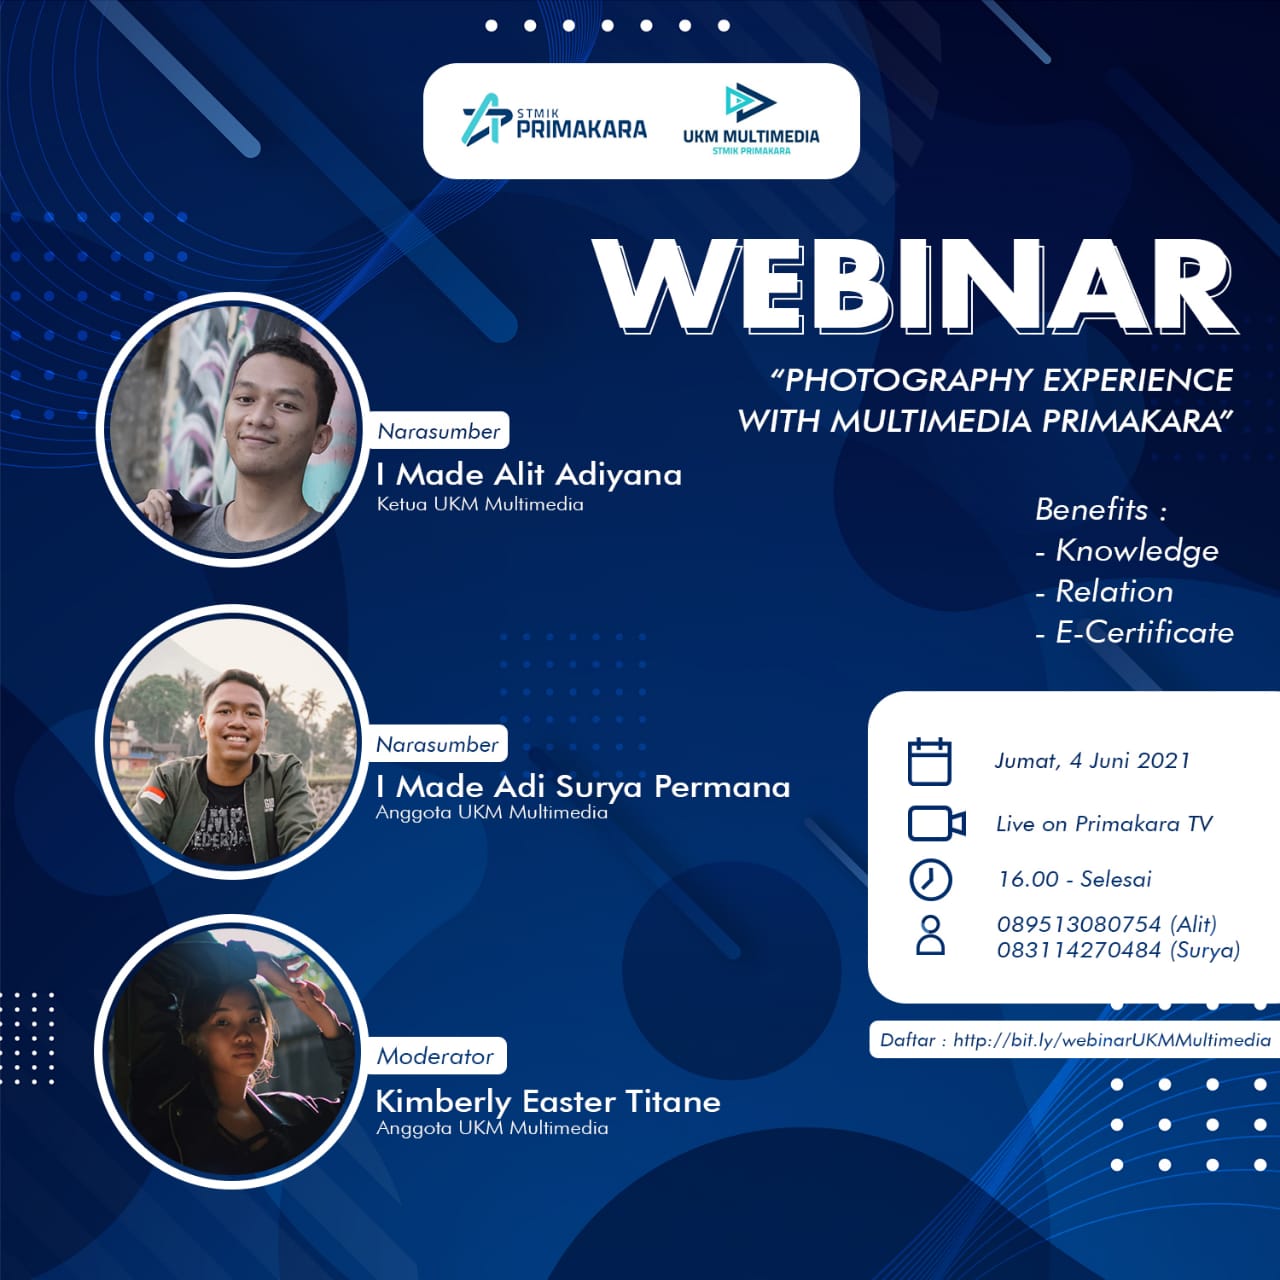 STMIK
PRIMAKARA
UKM MULTIMEDIA
STMIK PRIMAKARA
WEBINAR
“PHOTOGRAPHY EXPERIENCE
WITH MULTIMEDIA PRIMAKARA”
Narasumber
I Made Alit Adiyana
Ketua UKM Multimedia
Benefits :
- Knowledge
- Relation
- E-Certificate
Narasumber
I Made Adi Surya Permana
Anggota UKM Multimedia
Jumat, 4 Juni 2021
Live on Primakara TV
16.00 - Selesai
089513080754 (Alit)
083114270484 (Surya)
Daftar : http://bit.ly/webinarUKMMultimedia
Moderator
Kimberly Easter Titane
Anggota UKM Multimedia